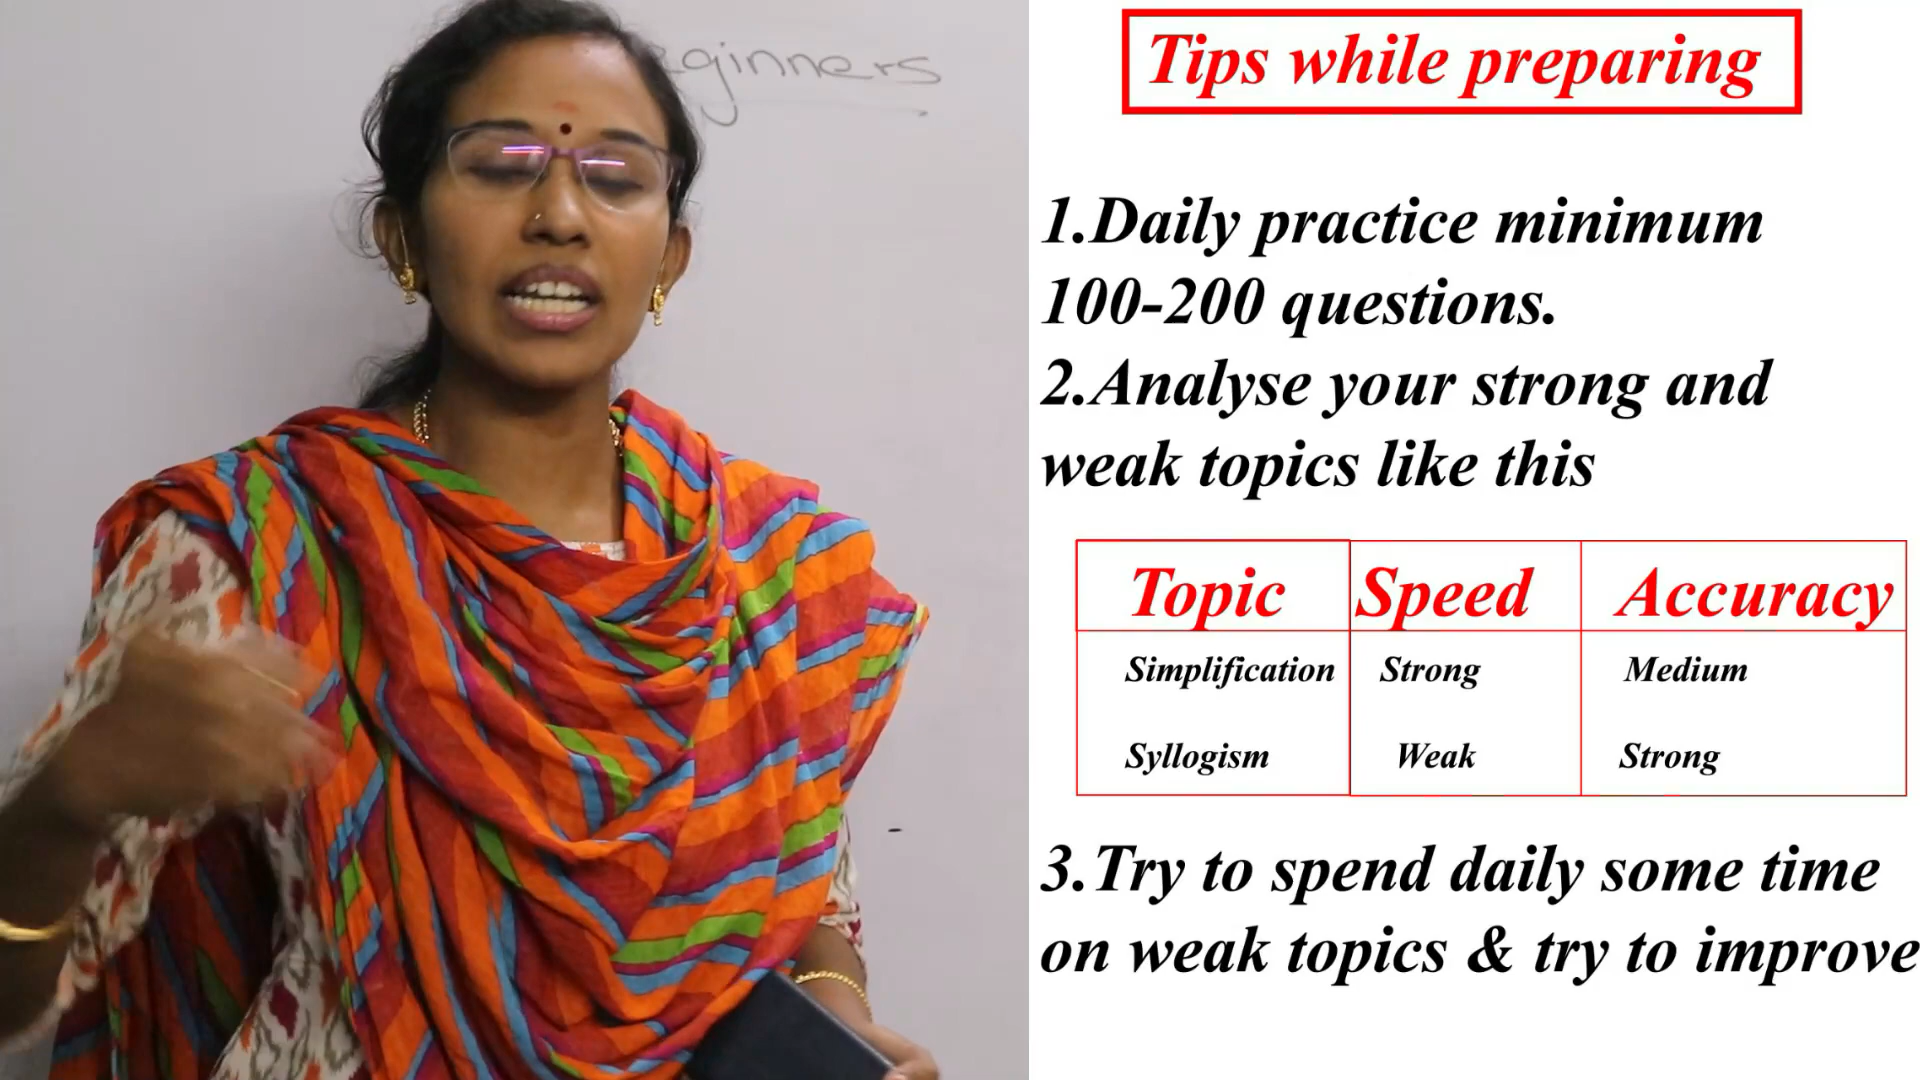 eginners
Tips while preparing
1.Daily practice minimum
100-200 questions.
2.Analyse your strong and
weak topics like this
Topic Speed Accuracy
Simplification Strong Medium
Syllogism Weak Strong
3.Try to spend daily some time
on weak topics & try to improve